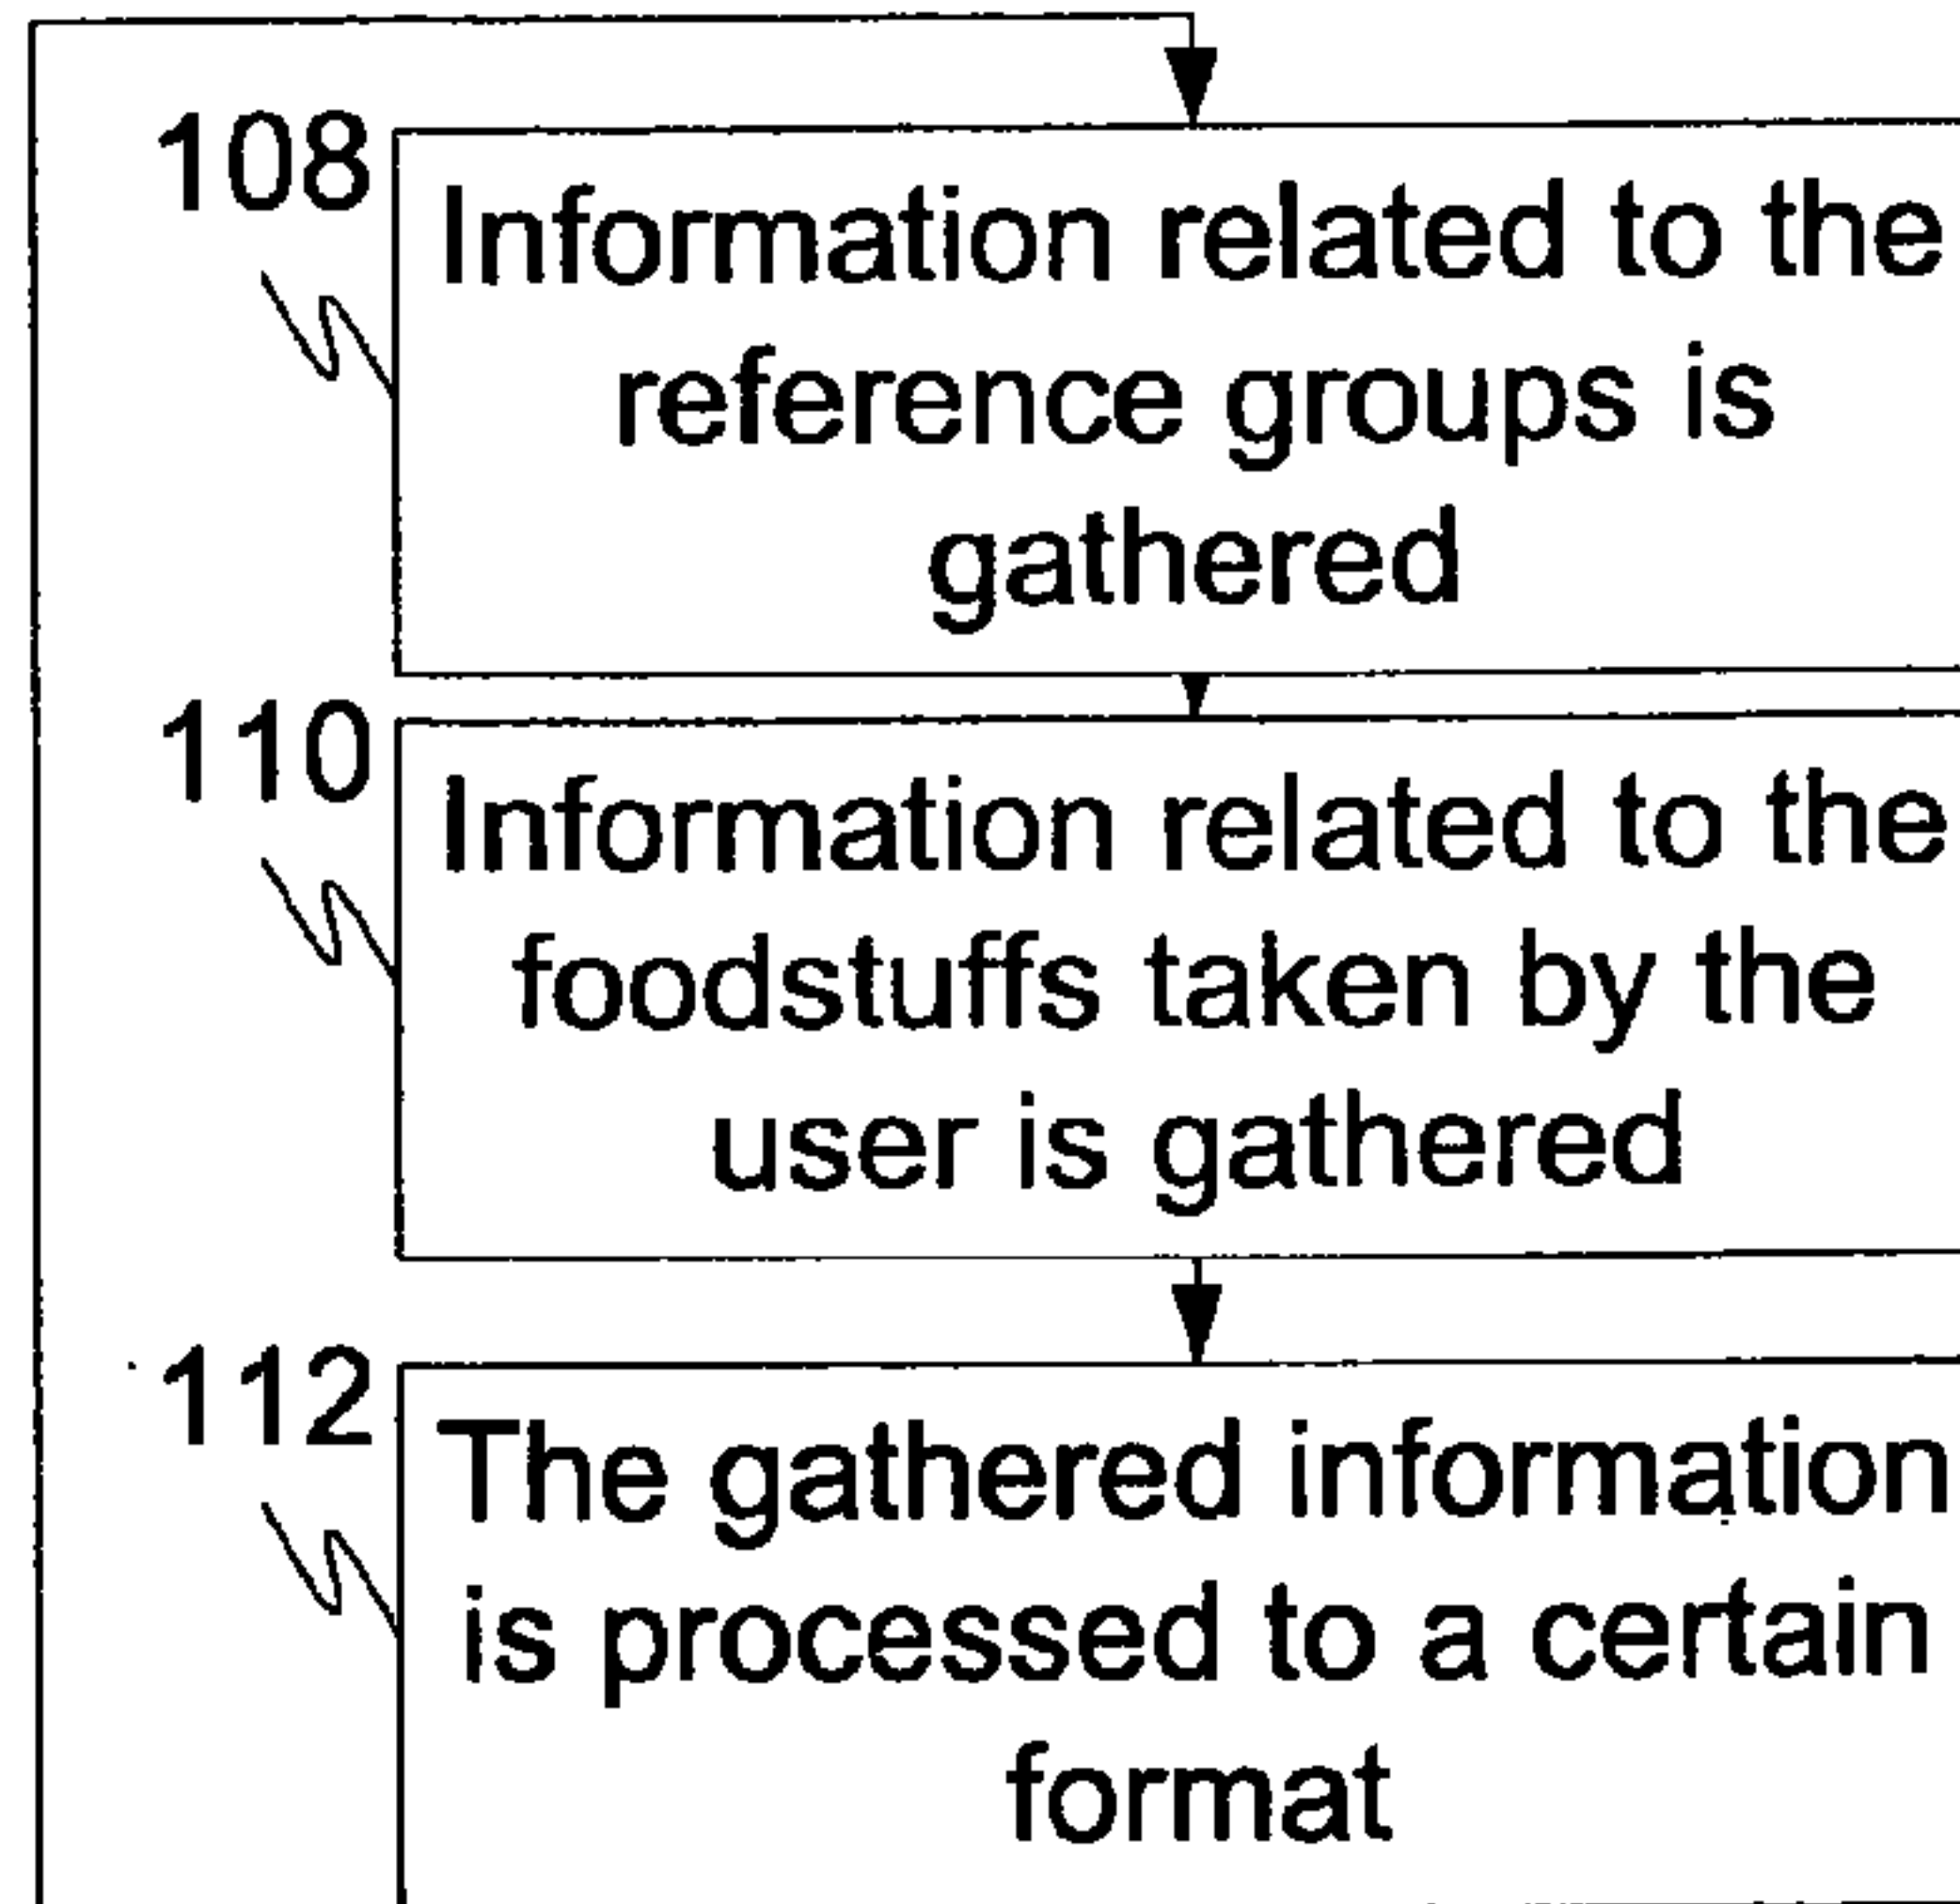 108
Information related to the
reference groups is
gathered
110
Information related to the
foodstuffs taken by the
user is gathered
112
The gathered information
is processed to a certain
format